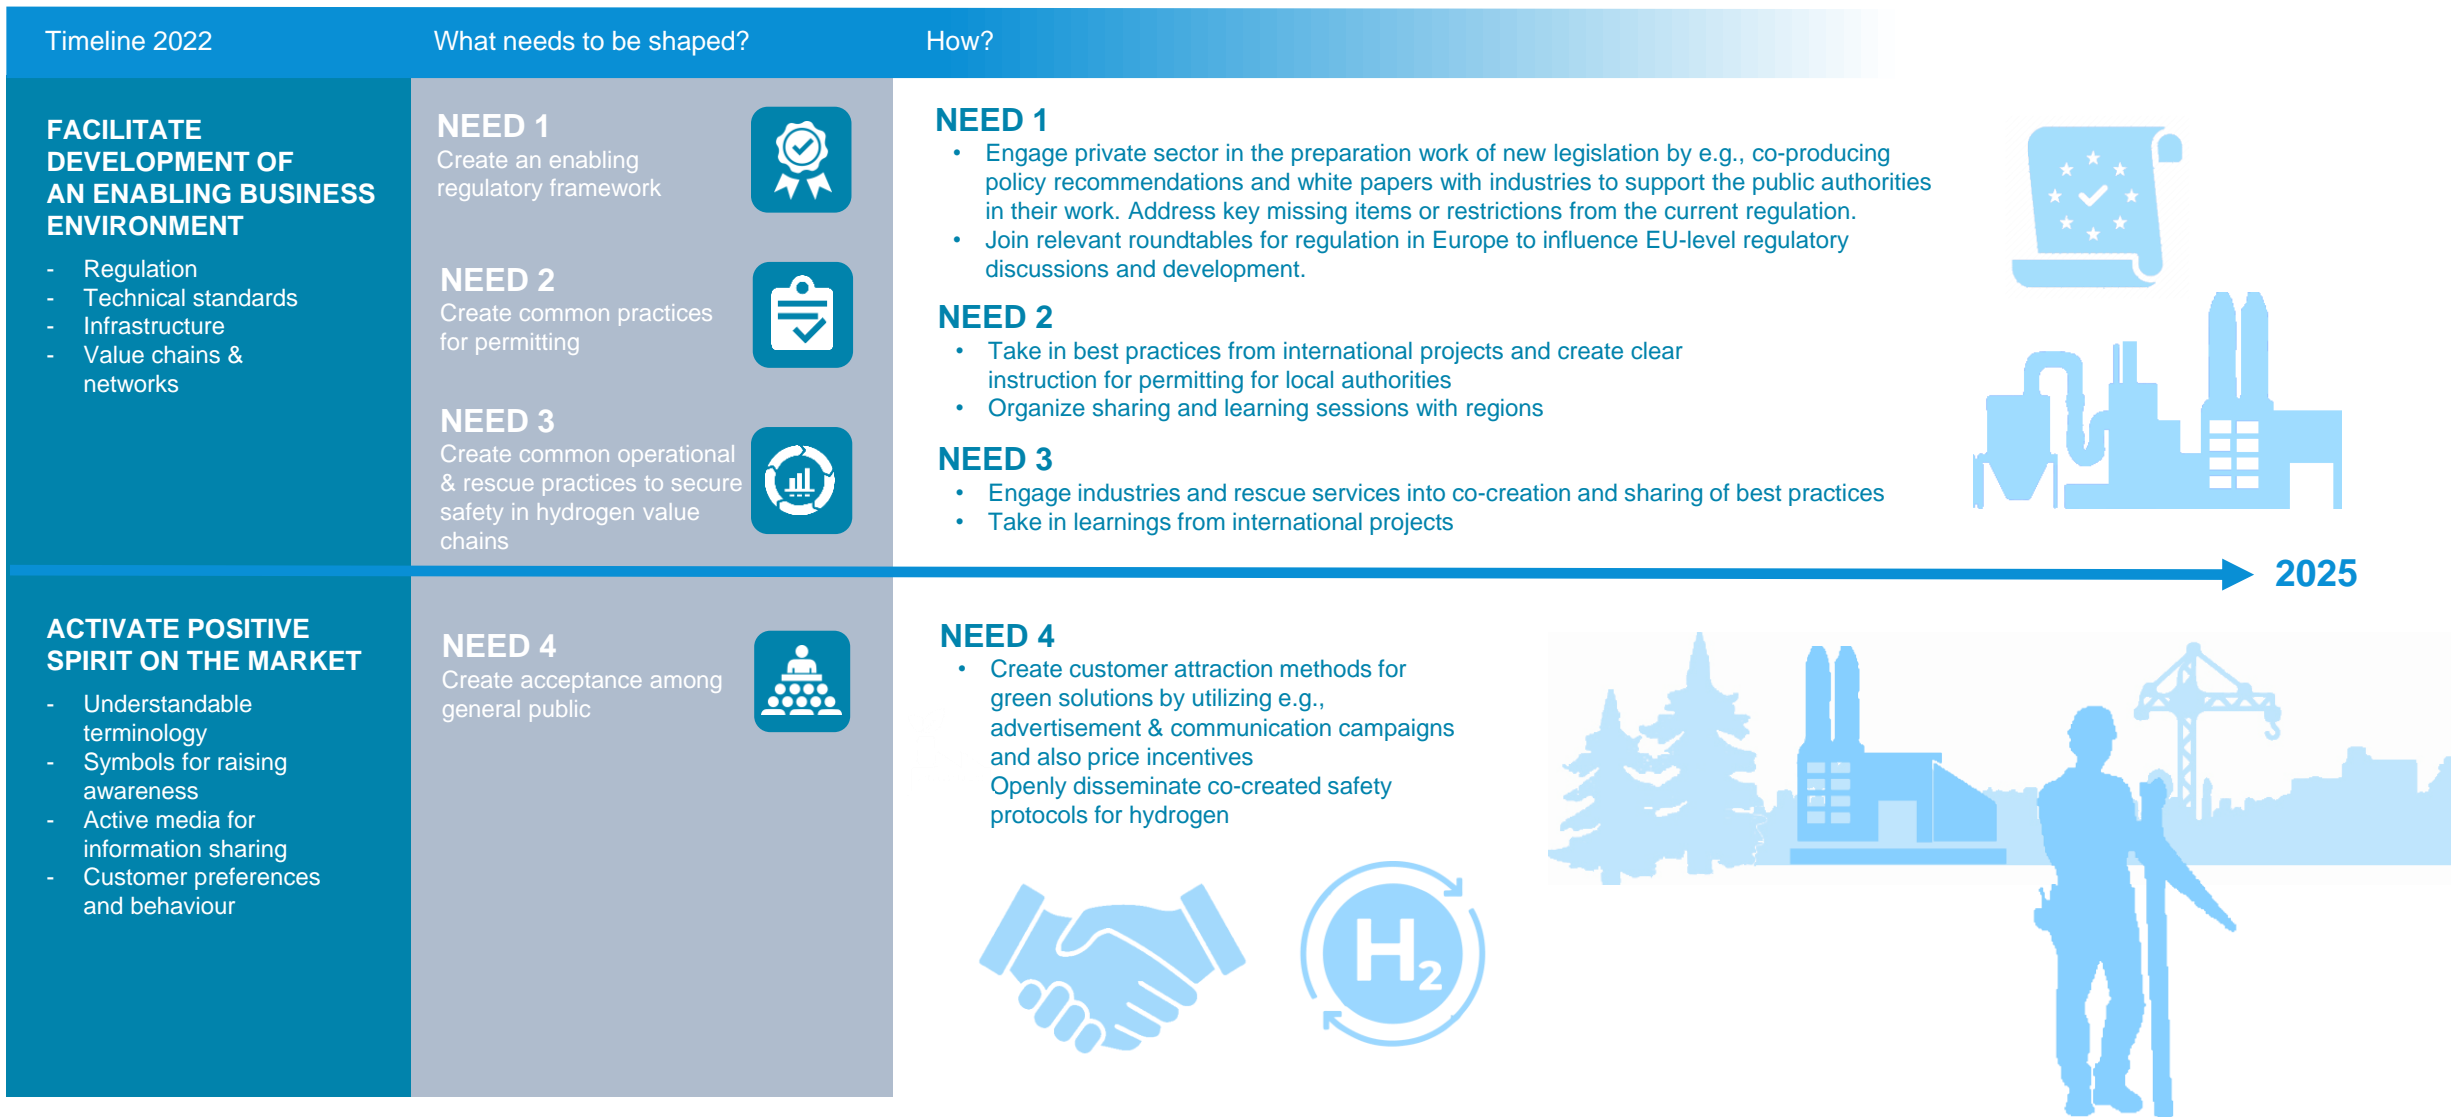 Timeline 2022
What needs to be shaped?
How?
FACILITATE
DEVELOPMENT OF
AN ENABLING BUSINESS
ENVIRONMENT
- Regulation
- Technical standards
- Infrastructure
- Value chains &
networks
NEED 1
Create an enabling
regulatory framework
NEED 2
Create common practices
for permitting
NEED 3
Create common operational
& rescue practices to secure
safety in hydrogen value
chains
NEED 1
• Engage private sector in the preparation work of new legislation by e.g., co-producing
policy recommendations and white papers with industries to support the public authorities
in their work. Address key missing items or restrictions from the current regulation.
• Join relevant roundtables for regulation in Europe to influence EU-level regulatory
discussions and development.
NEED 2
• Take in best practices from international projects and create clear
instruction for permitting for local authorities
• Organize sharing and learning sessions with regions
NEED 3
• Engage industries and rescue services into co-creation and sharing of best practices
• Take in learnings from international projects
2025
ACTIVATE POSITIVE
SPIRIT ON THE MARKET
- Understandable
terminology
- Symbols for raising
awareness
- Active media for
information sharing
- Customer preferences
and behaviour
NEED 4
Create acceptance among
general public
NEED 4
• Create customer attraction methods for
green solutions by utilizing e.g.,
advertisement & communication campaigns
and also price incentives
Openly disseminate co-created safety
protocols for hydrogen
H2